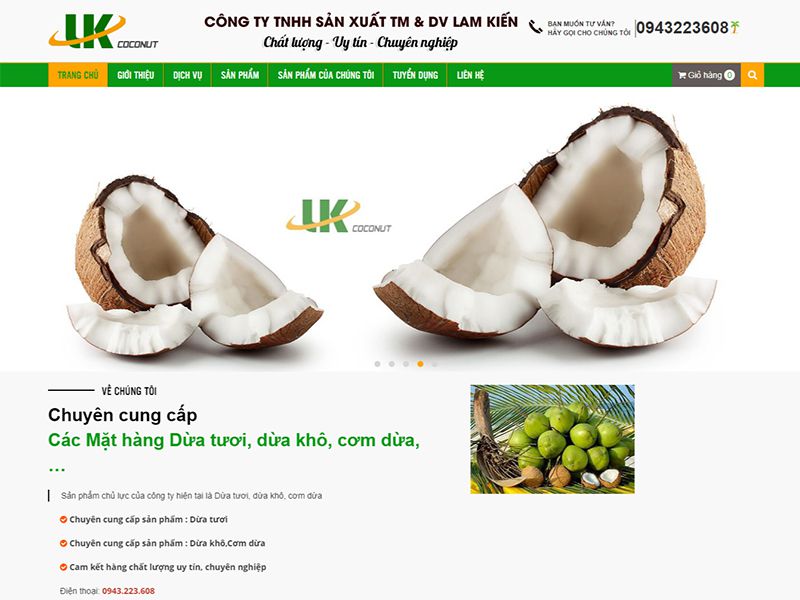 LK COCONUT
CÔNG TY TNHH SẢN XUẤT TM & DV LAM KIẾN
Chất lượng - Uy tín - Chuyên nghiệp
BẠN MUỐN TƯ VẤN?
HÃY GỌI CHO CHÚNG TÔI
0943223608
TRANG CHỦ GIỚI THIỆU DỊCH VỤ SẢN PHẨM SẢN PHẨM CỦA CHÚNG TÔI TUYỂN DỤNG LIÊN HỆ Giỏ hàng 0
LK COCONUT
VỀ CHÚNG TÔI
Chuyên cung cấp
Các Mặt hàng Dừa tươi, dừa khô, cơm dừa,
...
Sản phẩm chủ lực của công ty hiện tại là Dừa tươi, dừa khô, cơm dừa
Chuyên cung cấp sản phẩm : Dừa tươi
Chuyên cung cấp sản phẩm : Dừa khô,Cơm dừa
Cam kết hàng chất lượng uy tín, chuyên nghiệp
Điện thoại: 0943.223.608